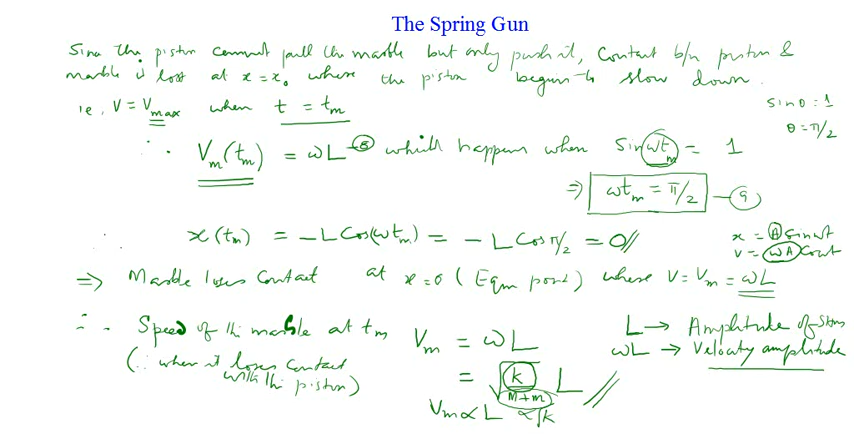 The Spring Gun
Since the piston cannot pull the marble but only push it, Contact b/n piston &
marble is lost at x = x₀ where the piston begins to slow down.
ie, V = Vmax when t = tm
sin θ = 1
θ = π/2
∴ Vm(tm) = ωL —⑧ which happens when Sin(ωtm) = 1
⇒ ωtm = π/2 —⑨
∴ x(tm) = -L Cos(ωtm) = -L Cos π/2 = 0//
x = A Sin ωt
v = ωA Cos ωt
⇒ Marble loses Contact at x = 0 (Eqm point) where V = Vm = ωL
∴ Speed of the marble at tm Vm = ωL
(∵ when it loses Contact
with the piston)
= √(k/(M+m)) L //
Vm ∝ L ∝ √k
L → Amplitude of
ωL → Velocity amplitude